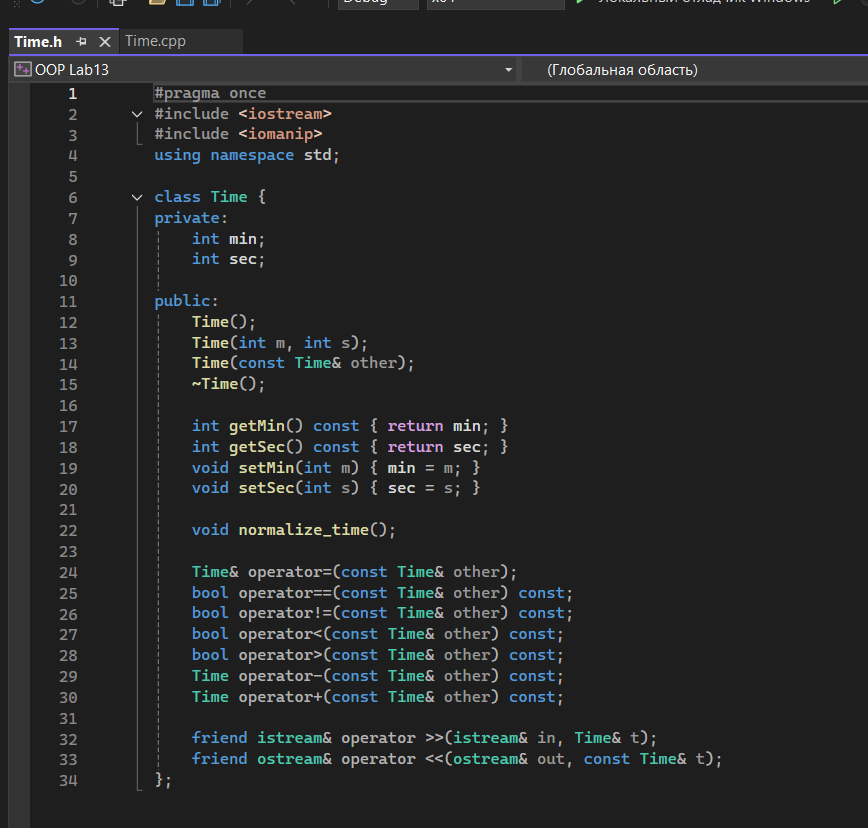 Debug
Time.h
Time.cpp
OOP Lab13
(Глобальная область)
1 #pragma once
2 #include <iostream>
3 #include <iomanip>
4 using namespace std;
5
6 class Time {
7 private:
8 int min;
9 int sec;
10
11 public:
12 Time();
13 Time(int m, int s);
14 Time(const Time& other);
15 ~Time();
16
17 int getMin() const { return min; }
18 int getSec() const { return sec; }
19 void setMin(int m) { min = m; }
20 void setSec(int s) { sec = s; }
21
22 void normalize_time();
23
24 Time& operator=(const Time& other);
25 bool operator==(const Time& other) const;
26 bool operator!=(const Time& other) const;
27 bool operator<(const Time& other) const;
28 bool operator>(const Time& other) const;
29 Time operator-(const Time& other) const;
30 Time operator+(const Time& other) const;
31
32 friend istream& operator >>(istream& in, Time& t);
33 friend ostream& operator <<(ostream& out, const Time& t);
34 };